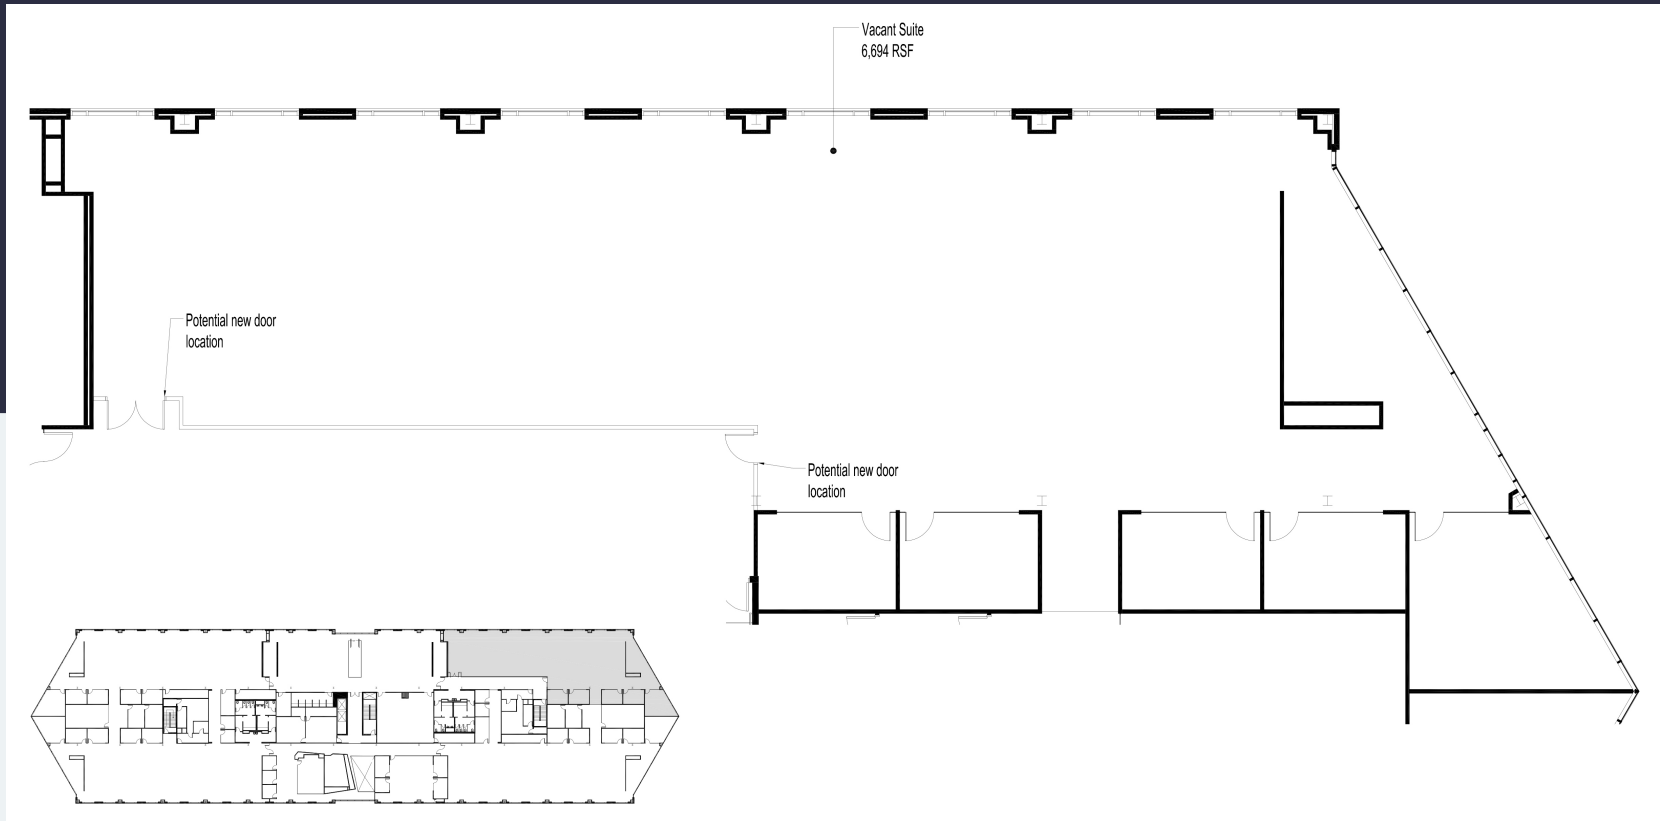 Vacant Suite
6,694 RSF
Potential new door
location
Potential new door
location